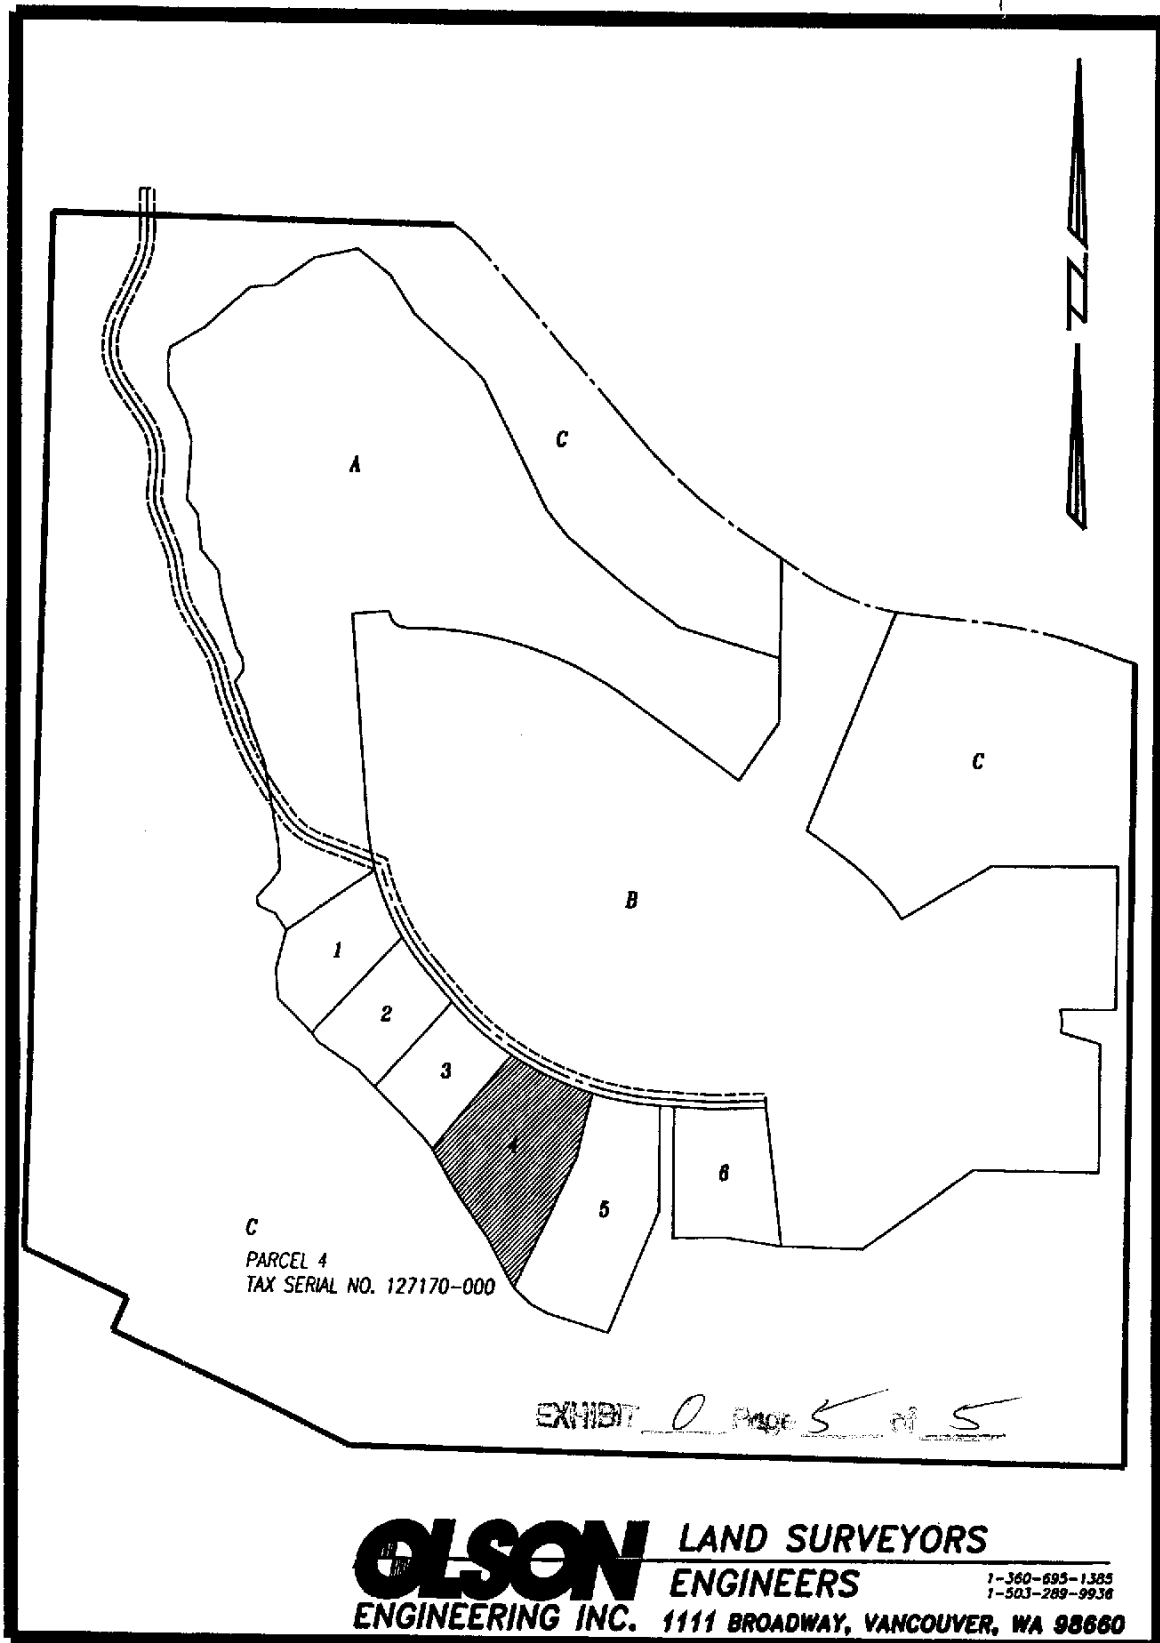 N
C
A
C
B
1
2
3
4
5
6
C
PARCEL 4
TAX SERIAL NO. 127170-000
EXHIBIT O Page 5 of 5
OLSON
ENGINEERING INC.
LAND SURVEYORS
ENGINEERS
1-360-695-1385
1-503-289-9936
1111 BROADWAY, VANCOUVER, WA 98660